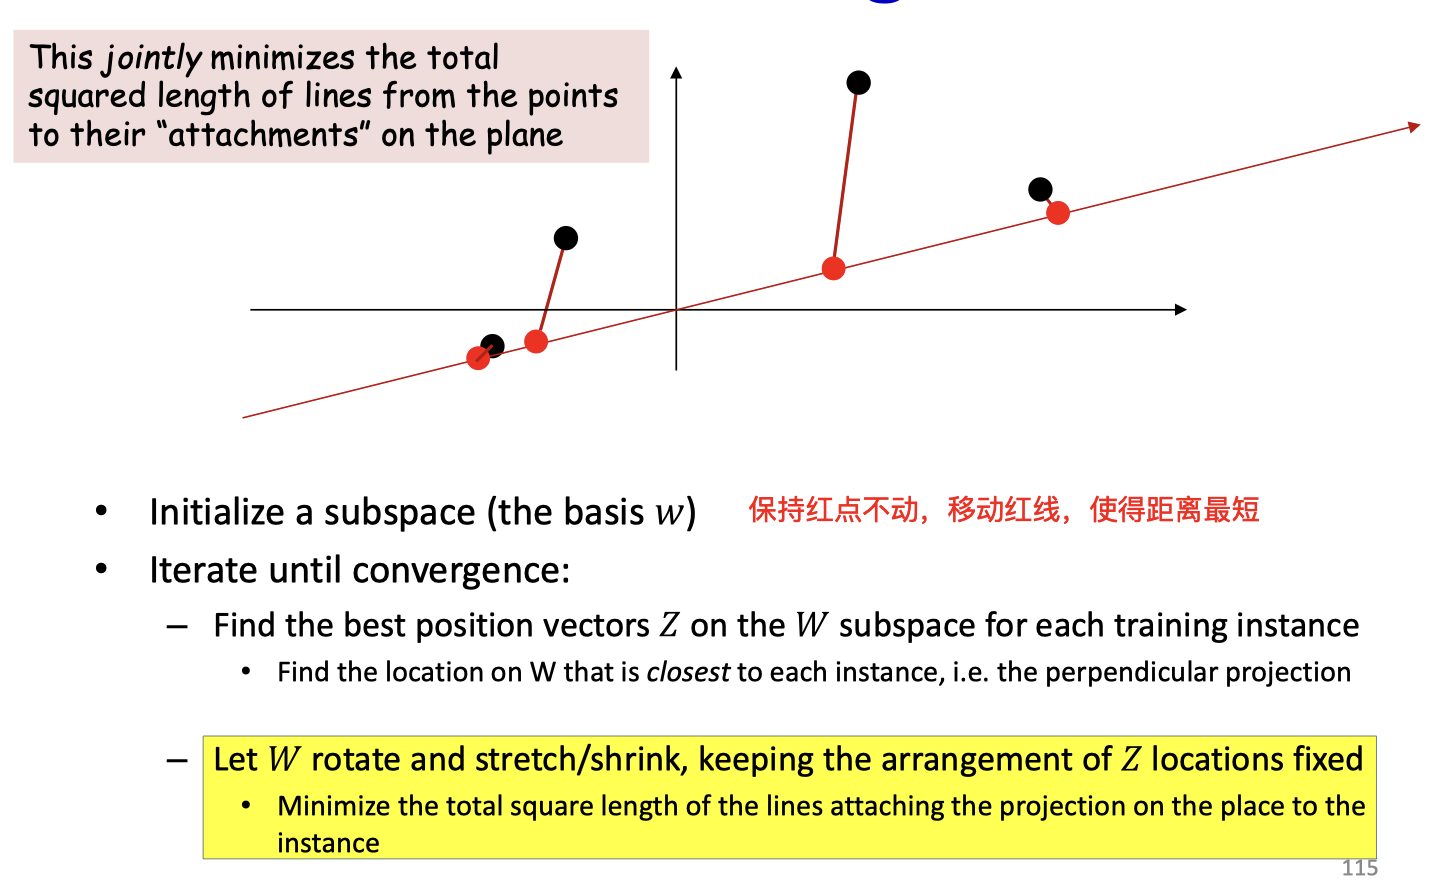 This jointly minimizes the total
squared length of lines from the points
to their “attachments” on the plane
• Initialize a subspace (the basis w) 保持红点不动，移动红线，使得距离最短
• Iterate until convergence:
– Find the best position vectors Z on the W subspace for each training instance
• Find the location on W that is closest to each instance, i.e. the perpendicular projection
– Let W rotate and stretch/shrink, keeping the arrangement of Z locations fixed
• Minimize the total square length of the lines attaching the projection on the place to the
instance
115